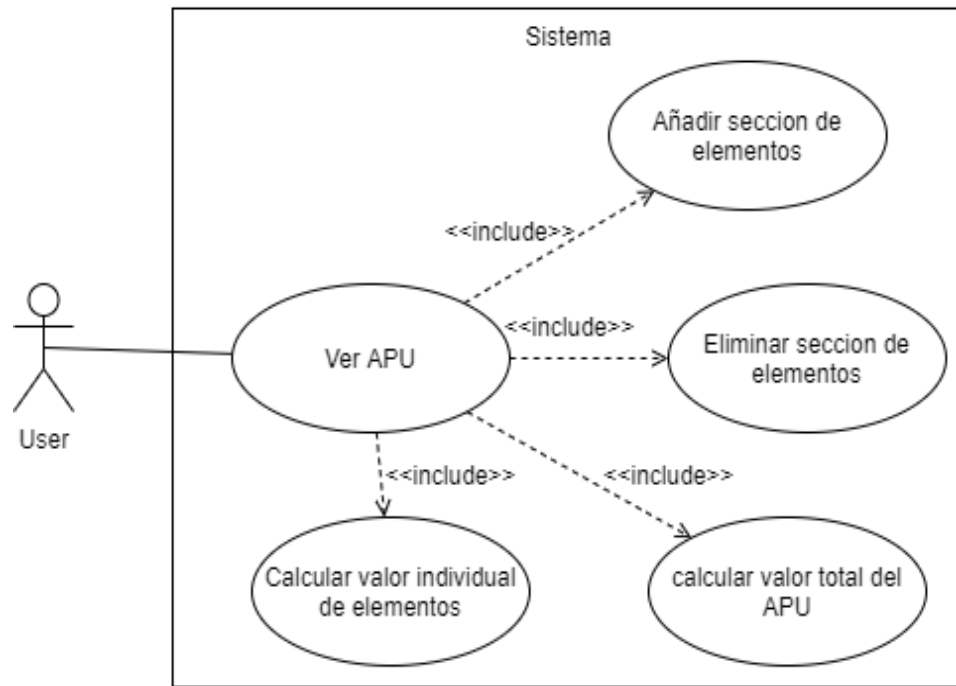 Sistema
Añadir seccion de
elementos
<<include>>
<<include>>
Ver APU
Eliminar seccion de
elementos
User
<<include>>
<<include>>
Calcular valor individual
de elementos
calcular valor total del
APU